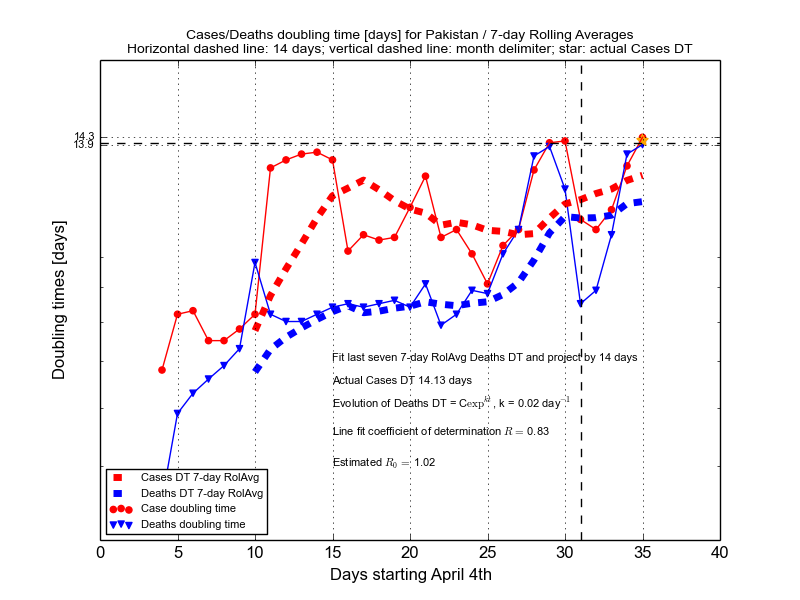 Cases/Deaths doubling time [days] for Pakistan / 7-day Rolling Averages
Horizontal dashed line: 14 days; vertical dashed line: month delimiter; star: actual Cases DT
14.3
13.9
Doubling times [days]
Fit last seven 7-day RolAvg Deaths DT and project by 14 days
Actual Cases DT 14.13 days
Evolution of Deaths DT = Cexp^{kt}, k = 0.02 day^{-1}
Line fit coefficient of determination R = 0.83
Estimated R_0 = 1.02
Cases DT 7-day RolAvg
Deaths DT 7-day RolAvg
Case doubling time
Deaths doubling time
0 5 10 15 20 25 30 35 40
Days starting April 4th